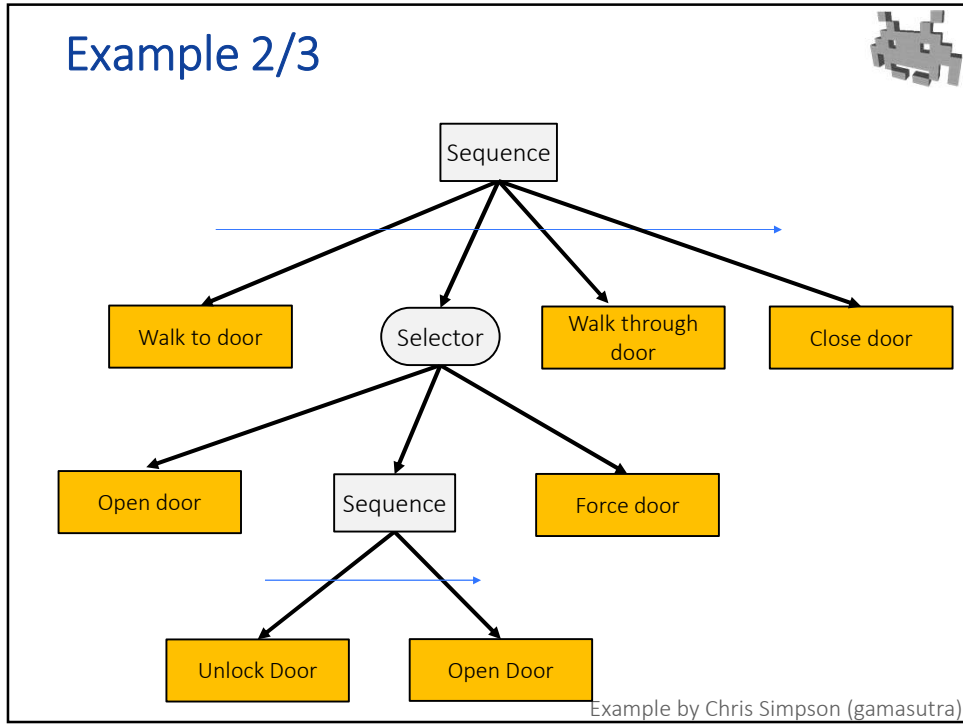 Example 2/3
Sequence
Walk to door
Selector
Walk through
door
Close door
Open door
Sequence
Force door
Unlock Door
Open Door
Example by Chris Simpson (gamasutra)